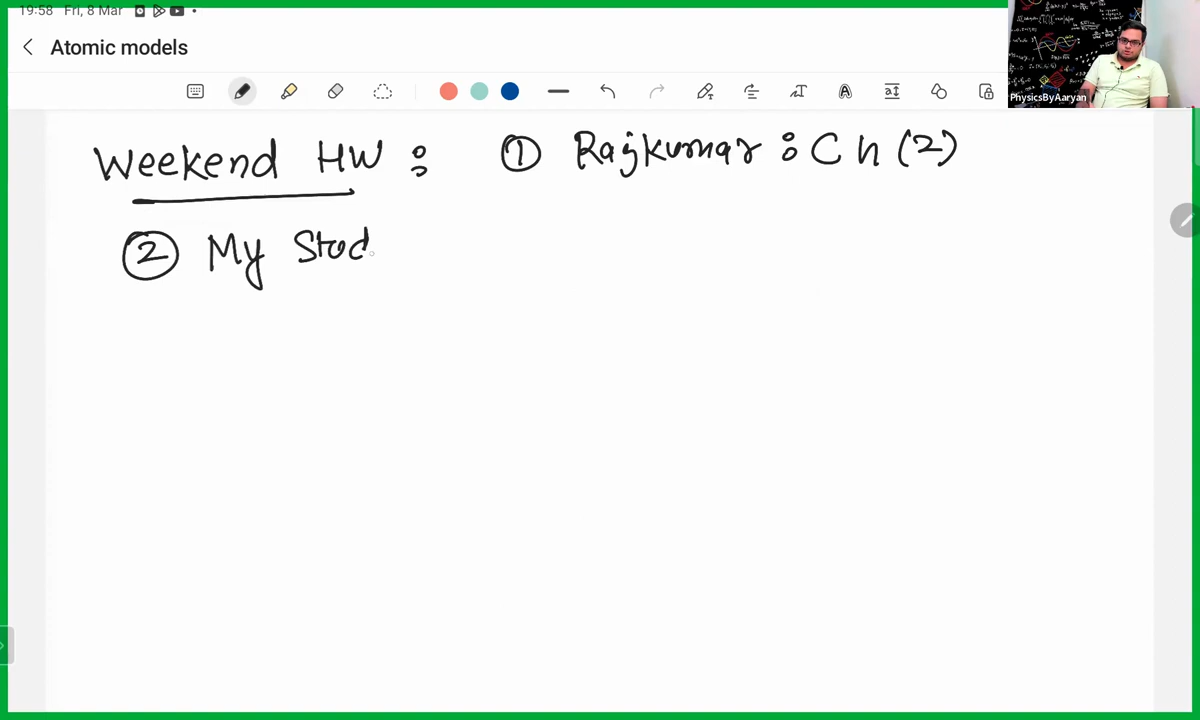 19:58 Fri, 8 Mar
Atomic models
PhysicsByAaryan
Weekend HW : ① Rajkumar : Ch (2)
② My Stud